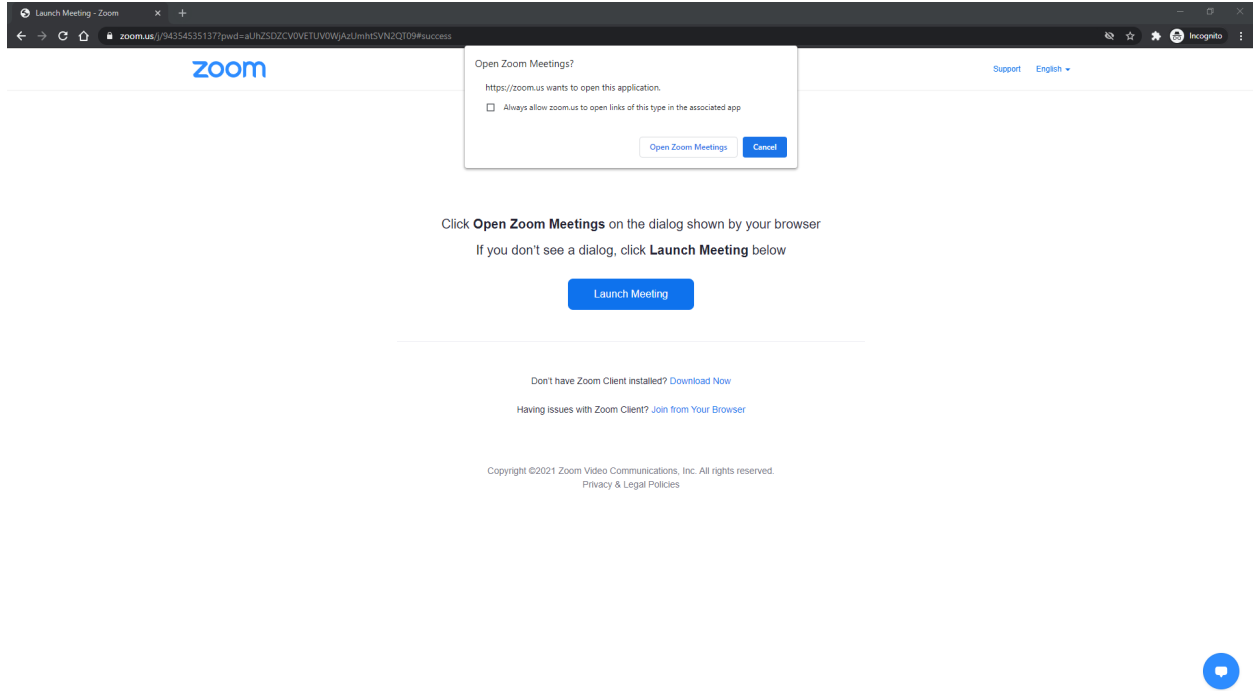 Launch Meeting - Zoom
zoom.us/j/94354535137?pwd=aUhZSDZCV0VETUV0WjAzUmhtSVN2QT09#success
Incognito
zoom
Support English
Open Zoom Meetings?
https://zoom.us wants to open this application.
Always allow zoom.us to open links of this type in the associated app
Open Zoom Meetings Cancel
Click Open Zoom Meetings on the dialog shown by your browser
If you don't see a dialog, click Launch Meeting below
Launch Meeting
Don't have Zoom Client installed? Download Now
Having issues with Zoom Client? Join from Your Browser
Copyright ©2021 Zoom Video Communications, Inc. All rights reserved.
Privacy & Legal Policies